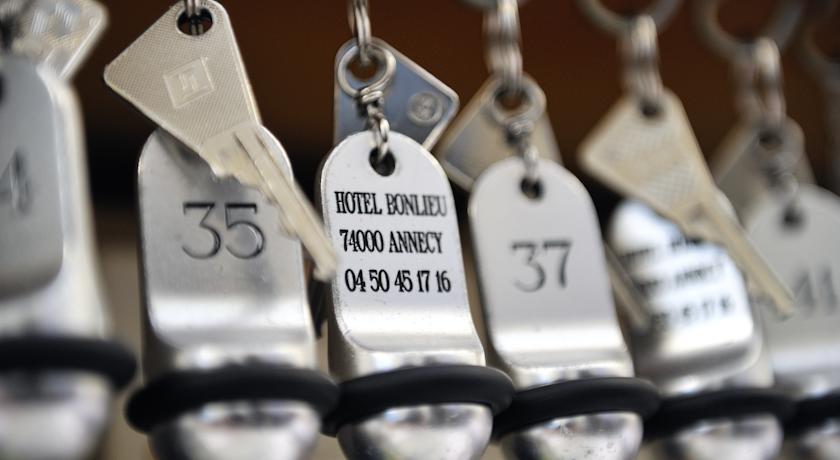 35
HOTEL BONLIEU
74000 ANNECY
04 50 45 17 16
37